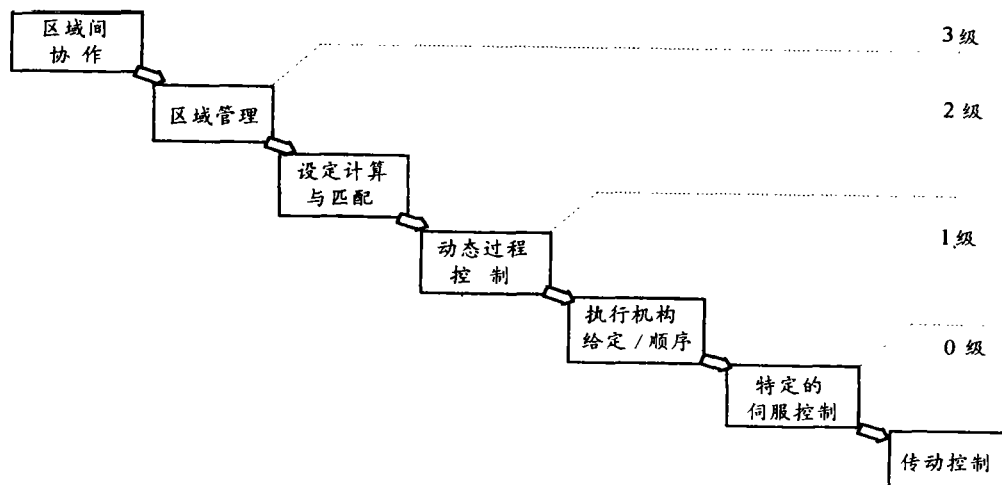 区域间
协作
3级
区域管理
2级
设定计算
与匹配
动态过程
控制
1级
执行机构
给定/顺序
0级
特定的
伺服控制
传动控制